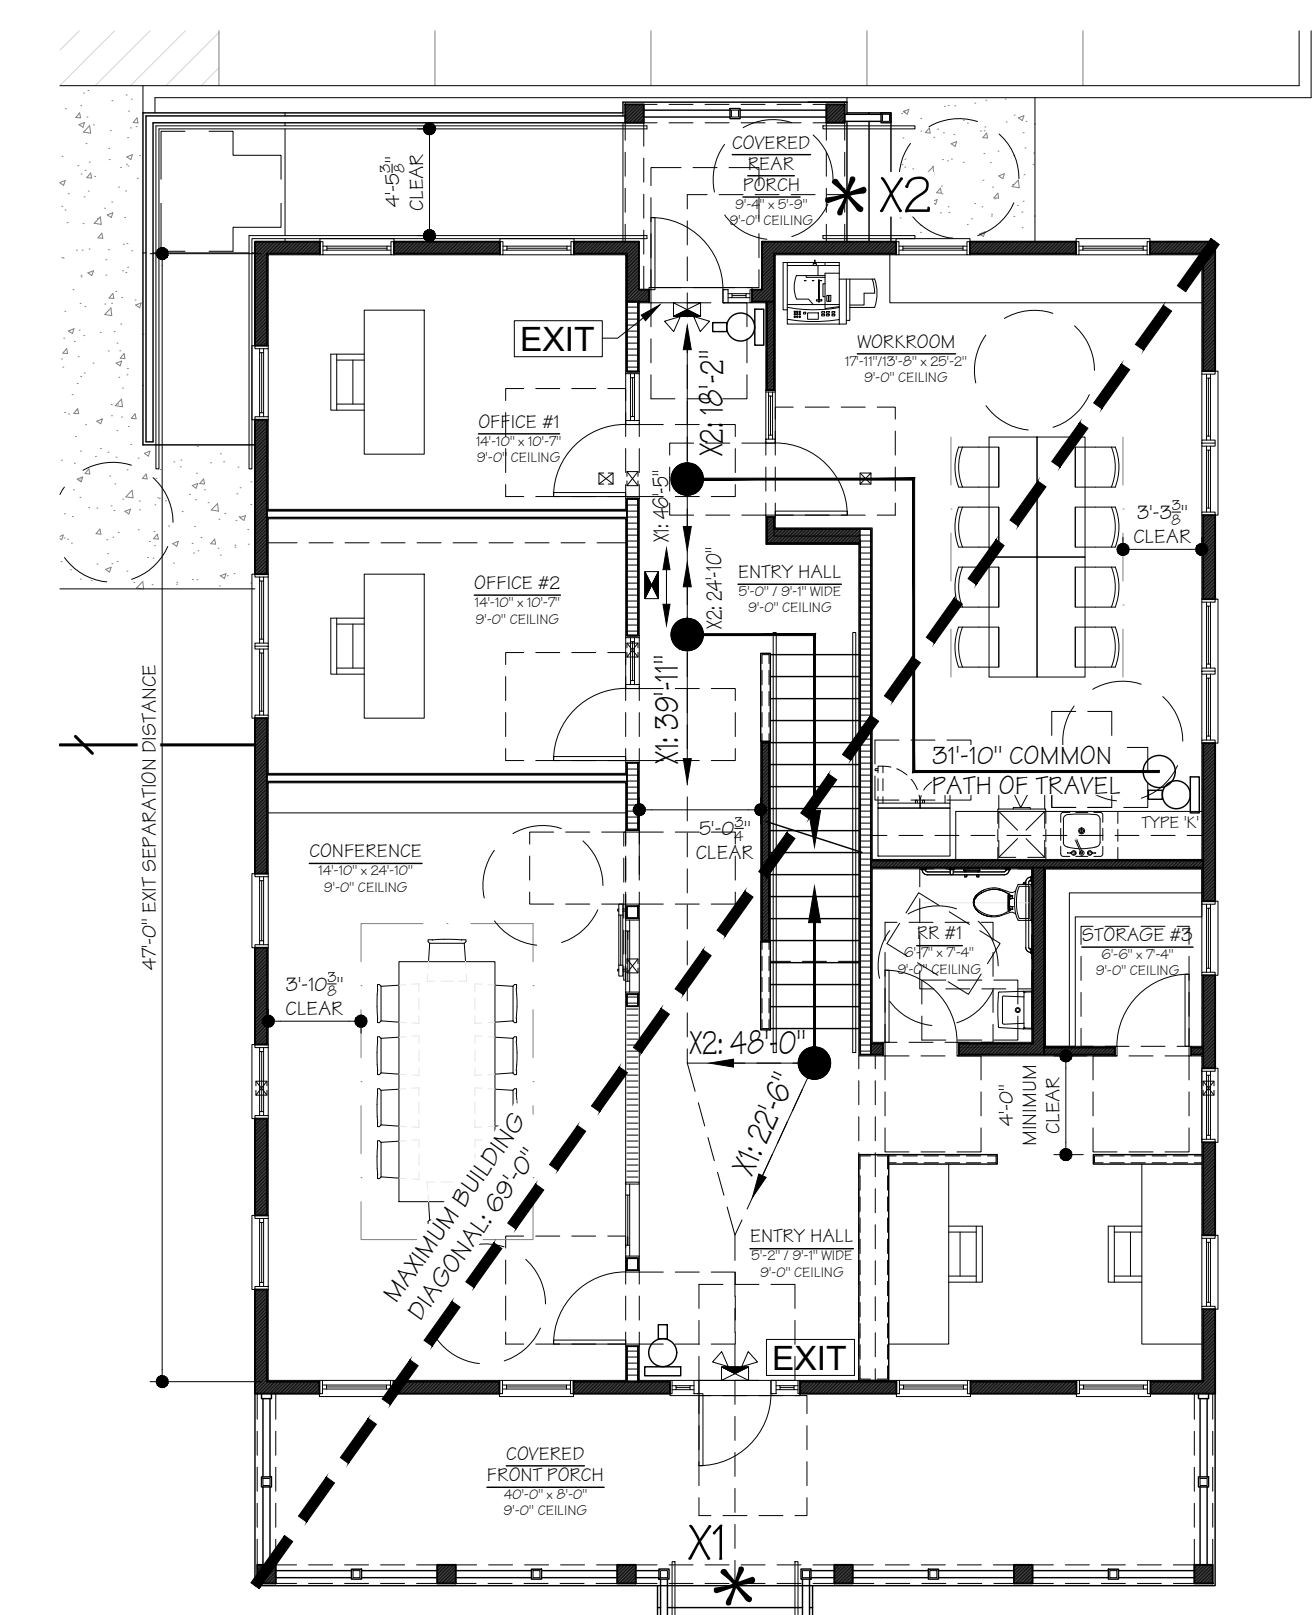 COVERED
REAR
PORCH
9'-4" x 5'-9"
9'-0" CEILING
X2
4'-5 3/8"
CLEAR
EXIT
WORKROOM
17'-11"/13'-8" x 25'-2"
9'-0" CEILING
OFFICE #1
14'-10" x 10'-7"
9'-0" CEILING
X2: 18'-2"
X1: 46'-5"
3'-3 3/8"
CLEAR
OFFICE #2
14'-10" x 10'-7"
9'-0" CEILING
X2: 24'-10"
ENTRY HALL
5'-0" / 9'-1" WIDE
9'-0" CEILING
X1: 39'-11"
47'-0" EXIT SEPARATION DISTANCE
31'-10" COMMON
PATH OF TRAVEL
TYPE 'K'
5'-0 3/4"
CLEAR
CONFERENCE
14'-10" x 24'-10"
9'-0" CEILING
RR #1
6'-7" x 7'-4"
9'-0" CEILING
STORAGE #3
6'-6" x 7'-4"
9'-0" CEILING
3'-10 3/8"
CLEAR
X2: 48'-0"
X1: 22'-6"
4'-0"
MINIMUM
CLEAR
MAXIMUM BUILDING
DIAGONAL: 69'-0"
ENTRY HALL
5'-2" / 9'-1" WIDE
9'-0" CEILING
EXIT
COVERED
FRONT PORCH
40'-0" x 8'-0"
9'-0" CEILING
X1